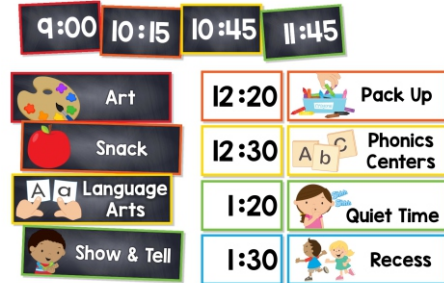 9:00 10:15 10:45 11:45
Art
Snack
A a Language
Arts
Show & Tell
12:20 Pack Up
12:30 A b C Phonics
Centers
1:20 Quiet Time
1:30 Recess